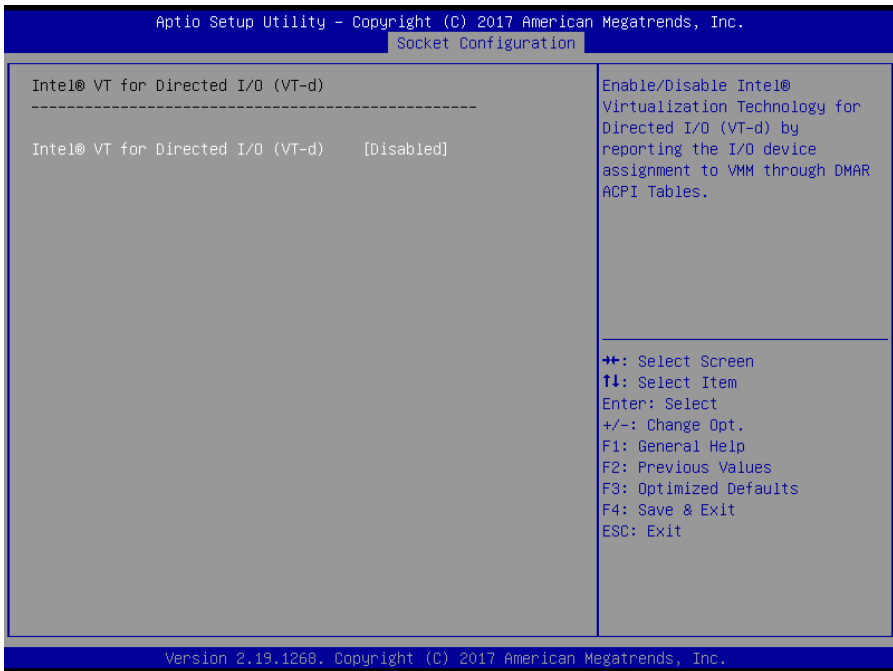 Aptio Setup Utility – Copyright (C) 2017 American Megatrends, Inc.
Socket Configuration
Intel® VT for Directed I/O (VT-d)
--------------------------------------------------
Intel® VT for Directed I/O (VT-d) [Disabled]
Enable/Disable Intel®
Virtualization Technology for
Directed I/O (VT-d) by
reporting the I/O device
assignment to VMM through DMAR
ACPI Tables.
→←: Select Screen
↑↓: Select Item
Enter: Select
+/-: Change Opt.
F1: General Help
F2: Previous Values
F3: Optimized Defaults
F4: Save & Exit
ESC: Exit
Version 2.19.1268. Copyright (C) 2017 American Megatrends, Inc.